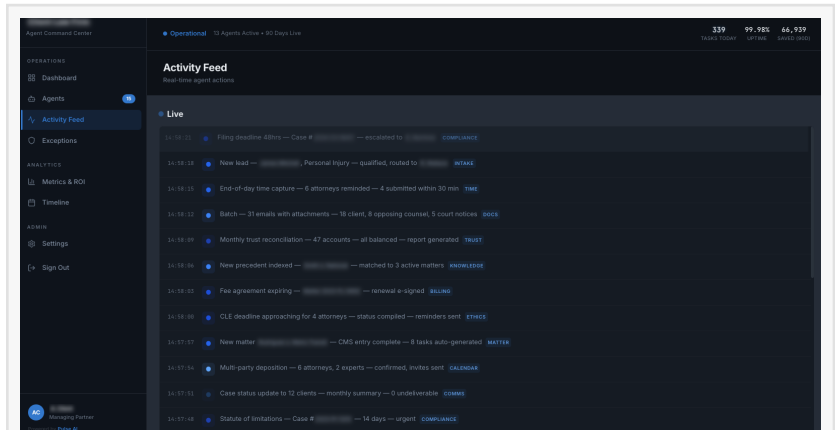 Agent Command Center
Operational 13 Agents Active • 80 Days Live
339 99.98% 66,939
TASKS TODAY UPTIME SAVED (USD)
OPERATIONS
Dashboard
Agents
Activity Feed
Exceptions
ANALYTICS
Metrics & ROI
Timeline
ADMIN
Settings
Sign Out
AC
Managing Partner
Activity Feed
Real-time agent actions
Live
Filing deadline 48hrs — Case # — escalated to COMPLIANCE
14:58:18 New lead — , Personal Injury — qualified, routed to INTAKE
14:58:15 End-of-day time capture — 6 attorneys reminded — 4 submitted within 30 min TIME
14:58:12 Batch — 31 emails with attachments — 18 client, 8 opposing counsel, 5 court notices DOCS
14:58:09 Monthly trust reconciliation — 47 accounts — all balanced — report generated TRUST
14:58:06 New precedent indexed — — matched to 3 active matters KNOWLEDGE
14:58:03 Fee agreement expiring — — renewal e-signed BILLING
14:58:00 CLE deadline approaching for 4 attorneys — status compiled — reminders sent ETHICS
14:57:57 New matter — CMS entry complete — 8 tasks auto-generated MATTER
14:57:54 Multi-party deposition — 6 attorneys, 2 experts — confirmed, invites sent CALENDAR
14:57:51 Case status update to 12 clients — monthly summary — 0 undeliverable COMMS
14:57:48 Statute of limitations — Case # — 14 days — urgent COMPLIANCE